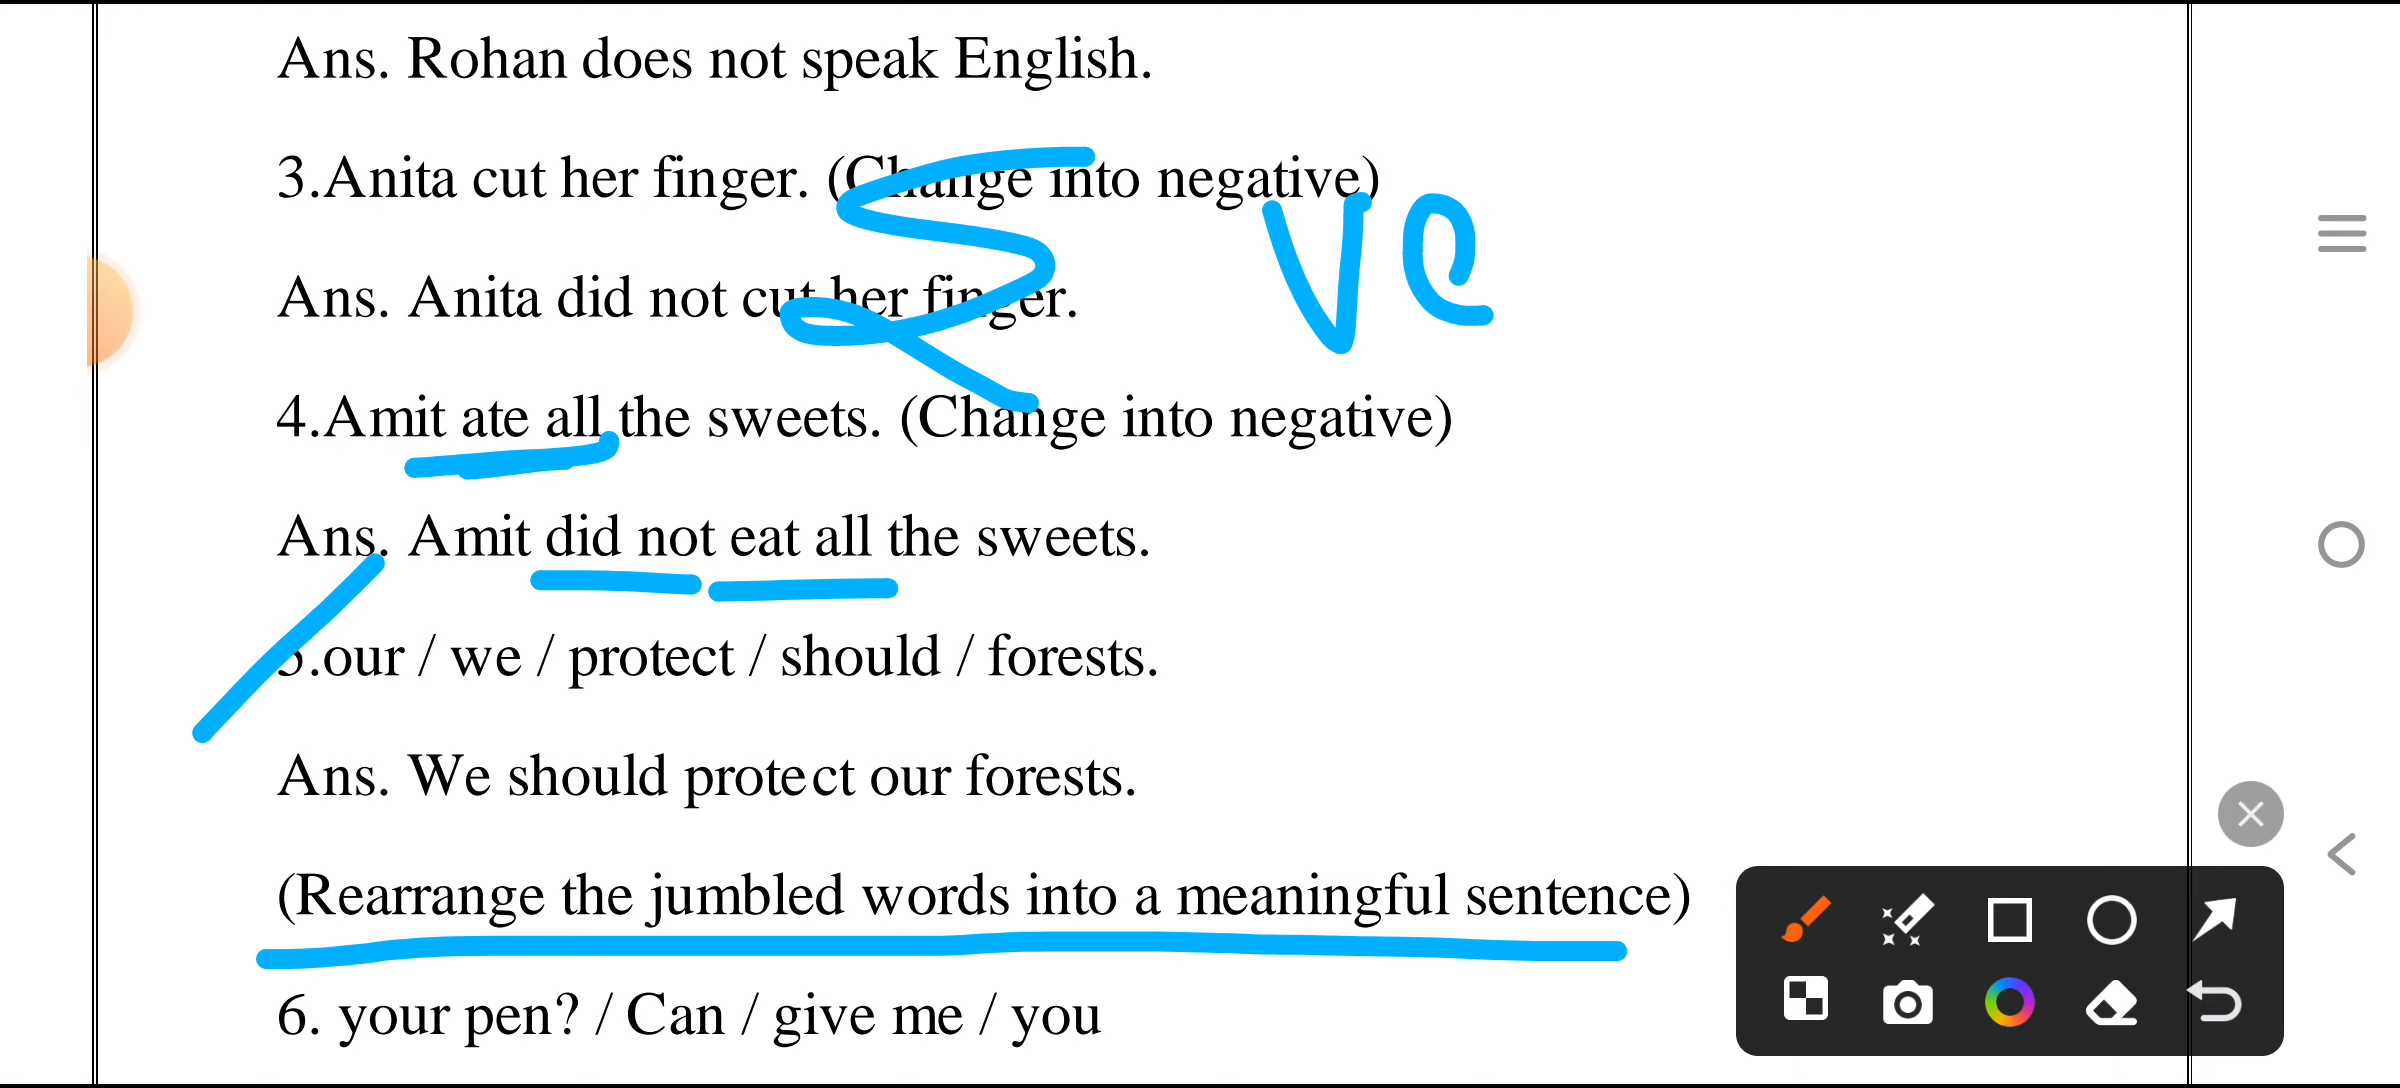 Ans. Rohan does not speak English.
3.Anita cut her finger. (Change into negative)
Ve
Ans. Anita did not cut her finger.
4.Amit ate all the sweets. (Change into negative)
Ans. Amit did not eat all the sweets.
5.our / we / protect / should / forests.
Ans. We should protect our forests.
(Rearrange the jumbled words into a meaningful sentence)
6. your pen? / Can / give me / you